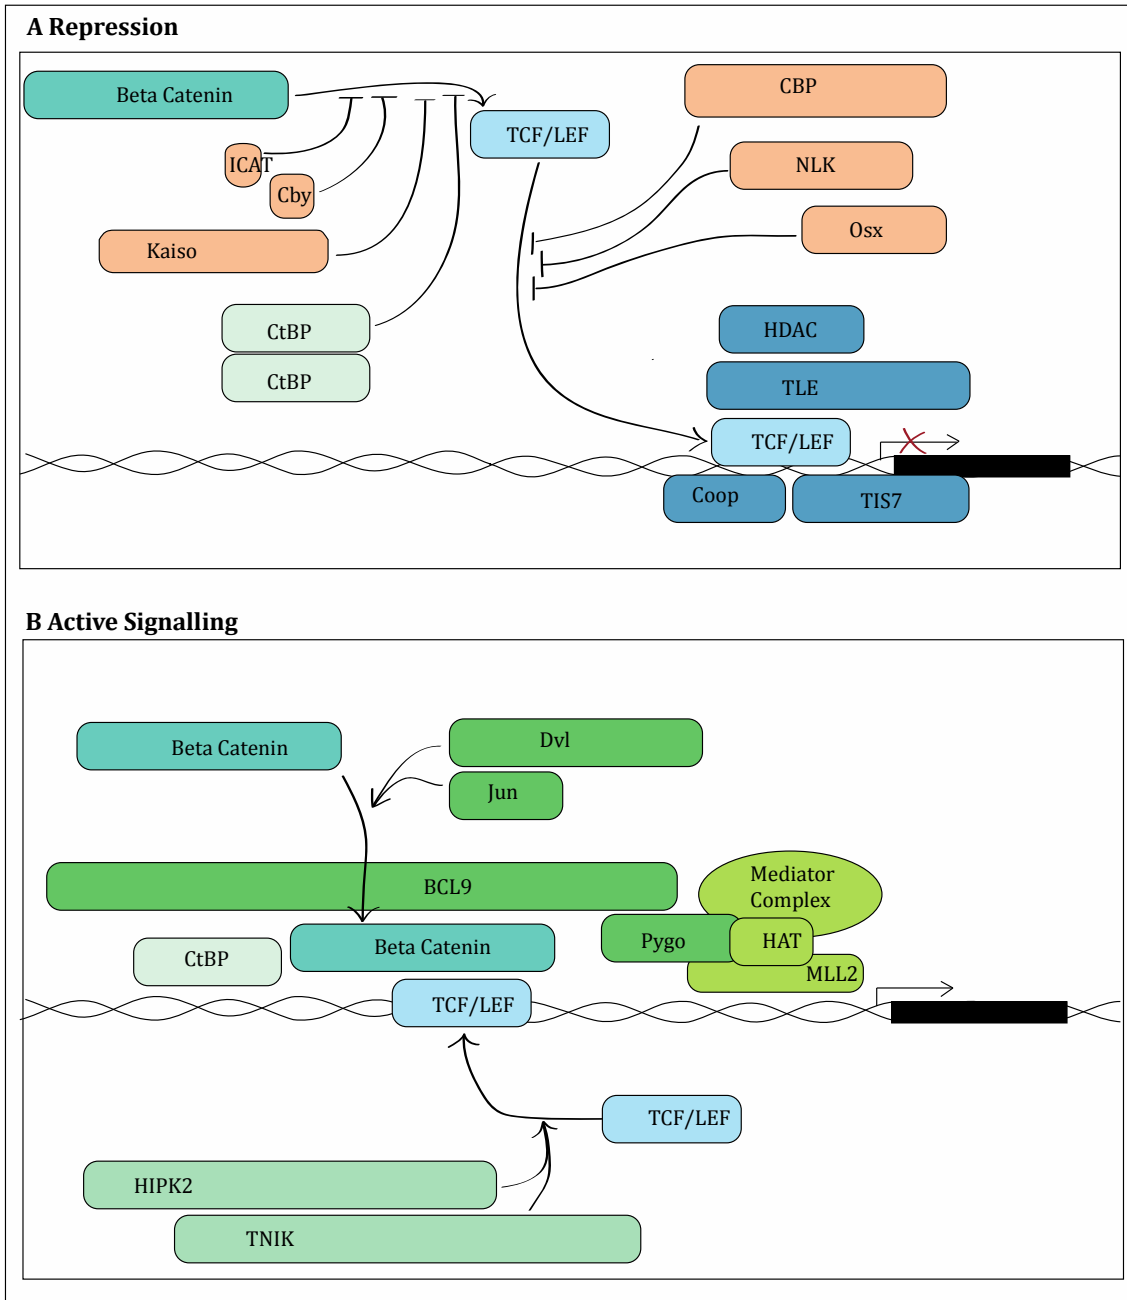 A Repression
Beta Catenin
CBP
TCF/LEF
ICAT
NLK
Cby
Osx
Kaiso
CtBP
HDAC
CtBP
TLE
TCF/LEF
Coop
TIS7
B Active Signalling
Beta Catenin
Dvl
Jun
BCL9
Mediator
Complex
Pygo
HAT
Beta Catenin
CtBP
MLL2
TCF/LEF
TCF/LEF
HIPK2
TNIK